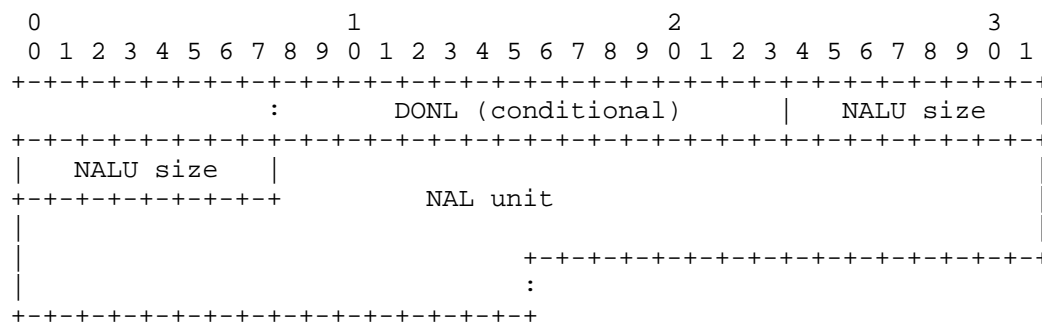 0                   1                   2                   3
 0 1 2 3 4 5 6 7 8 9 0 1 2 3 4 5 6 7 8 9 0 1 2 3 4 5 6 7 8 9 0 1
+-+-+-+-+-+-+-+-+-+-+-+-+-+-+-+-+-+-+-+-+-+-+-+-+-+-+-+-+-+-+-+-+
                :       DONL (conditional)      |   NALU size   |
+-+-+-+-+-+-+-+-+-+-+-+-+-+-+-+-+-+-+-+-+-+-+-+-+-+-+-+-+-+-+-+-+
|   NALU size   |                                               |
+-+-+-+-+-+-+-+-+         NAL unit                              |
|                                                               |
|                               +-+-+-+-+-+-+-+-+-+-+-+-+-+-+-+-+
|                               :
+-+-+-+-+-+-+-+-+-+-+-+-+-+-+-+-+